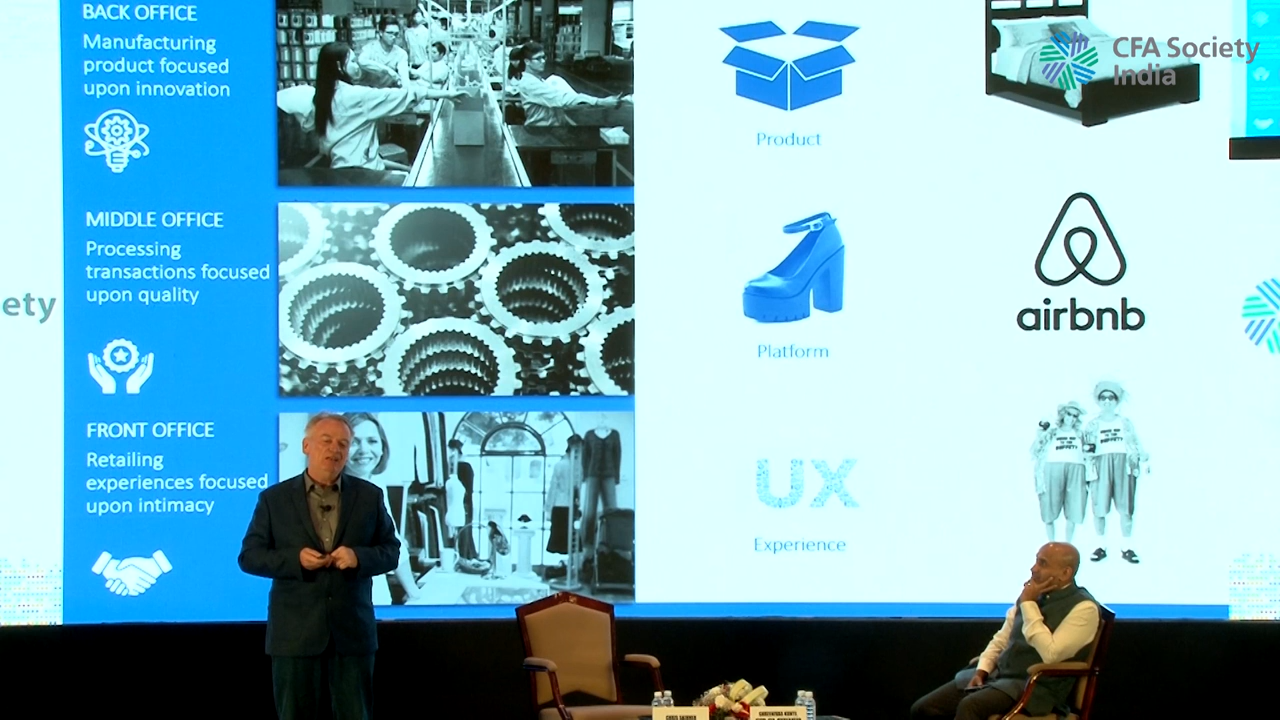 BACK OFFICE
Manufacturing
product focused
upon innovation
MIDDLE OFFICE
Processing
transactions focused
upon quality
FRONT OFFICE
Retailing
experiences focused
upon intimacy
Product
Platform
UX
Experience
airbnb
CFA Society
India
ety
BUFFETT